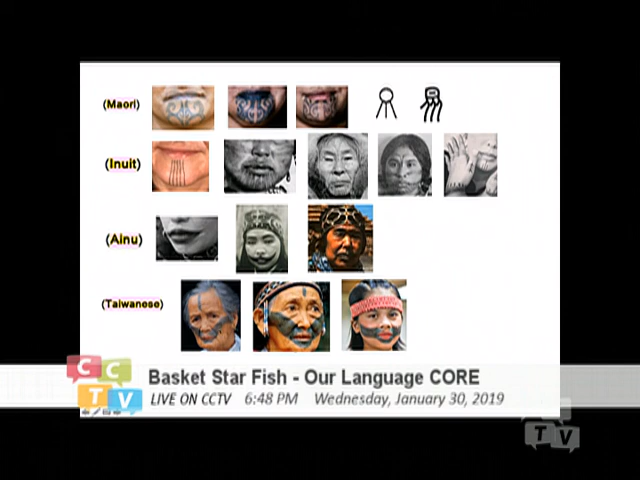 (Maori)
(Inuit)
(Ainu)
(Taiwanese)
CC
TV
Basket Star Fish - Our Language CORE
LIVE ON CCTV 6:48 PM Wednesday, January 30, 2019
TV